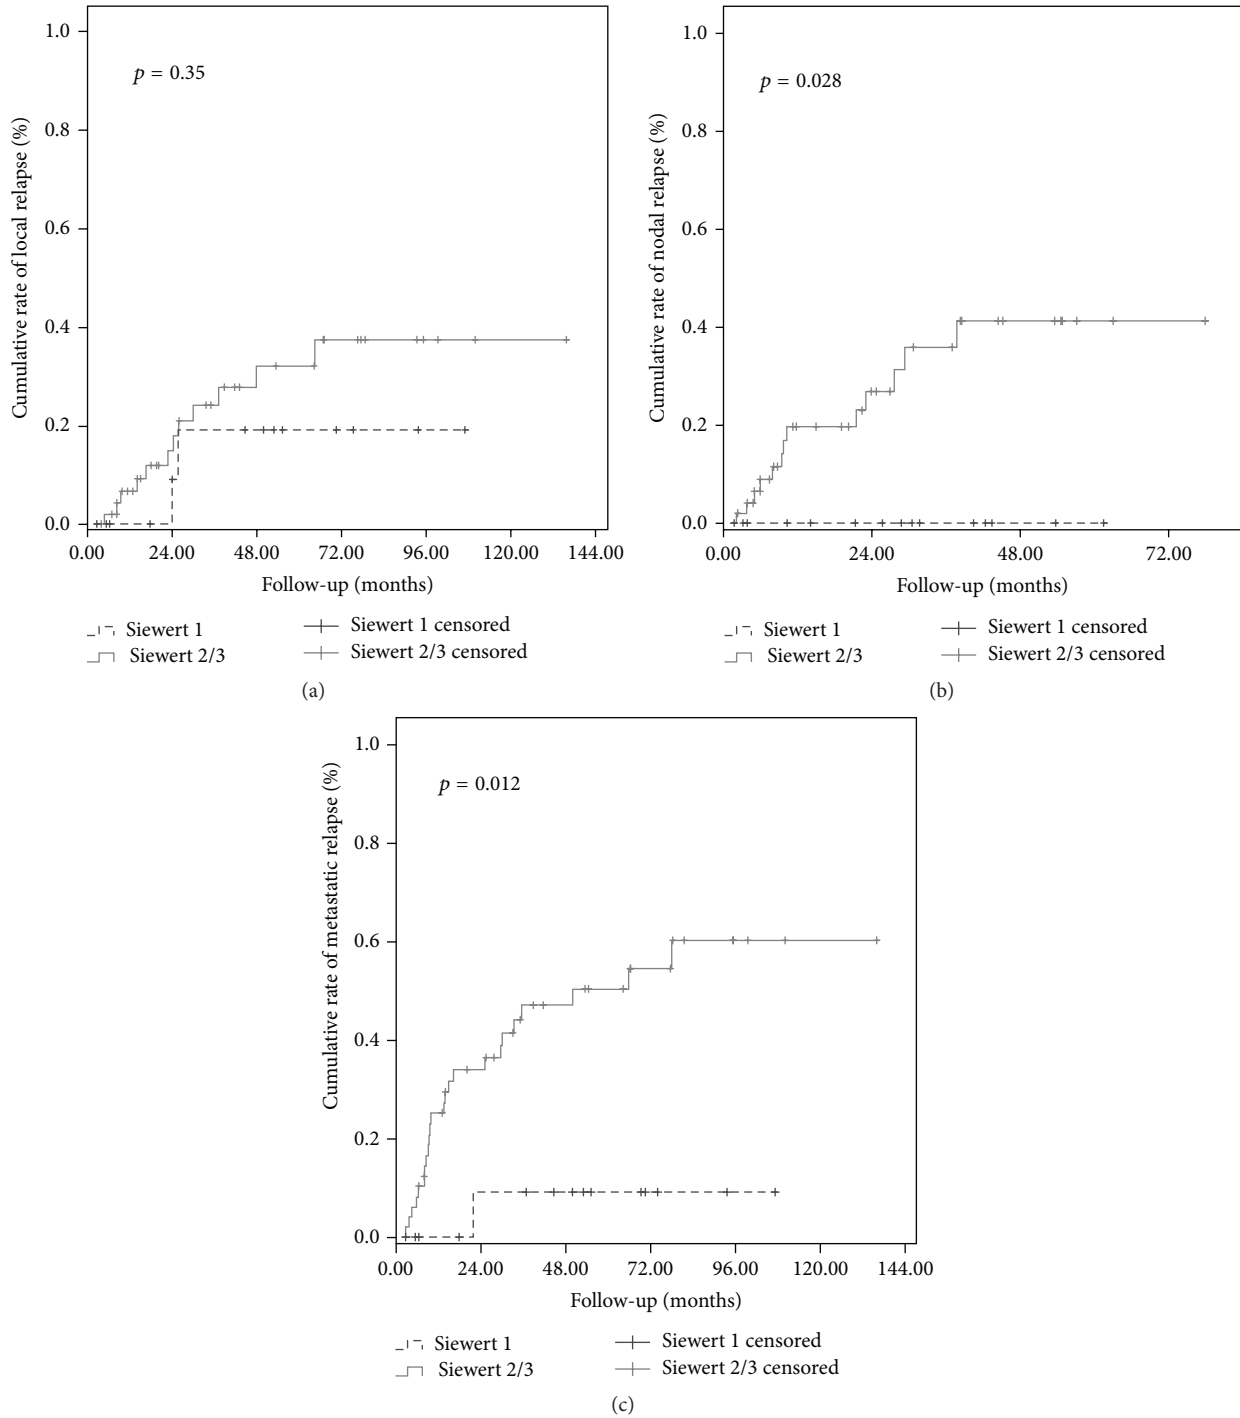 1.0
0.8
0.6
0.4
0.2
0.0
Cumulative rate of local relapse (%)
p = 0.35
0.00 24.00 48.00 72.00 96.00 120.00 144.00
Follow-up (months)
Siewert 1
Siewert 2/3
Siewert 1 censored
Siewert 2/3 censored
(a)
1.0
0.8
0.6
0.4
0.2
0.0
Cumulative rate of nodal relapse (%)
p = 0.028
0.00 24.00 48.00 72.00
Follow-up (months)
Siewert 1
Siewert 2/3
Siewert 1 censored
Siewert 2/3 censored
(b)
1.0
0.8
0.6
0.4
0.2
0.0
Cumulative rate of metastatic relapse (%)
p = 0.012
0.00 24.00 48.00 72.00 96.00 120.00 144.00
Follow-up (months)
Siewert 1
Siewert 2/3
Siewert 1 censored
Siewert 2/3 censored
(c)